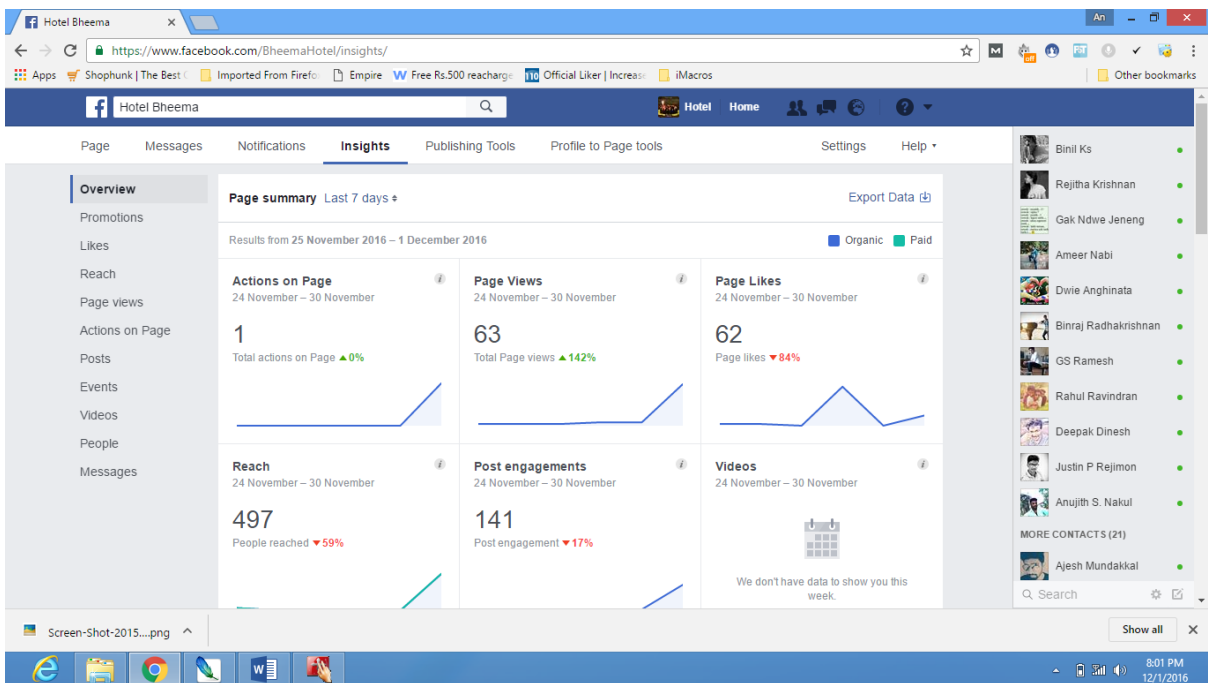 Hotel Bheema
An
https://www.facebook.com/BheemaHotel/insights/
Apps Shophunk | The Best Imported From Firefo Empire Free Rs.500 reacharge Official Liker | Increase iMacros Other bookmarks
Hotel Bheema Hotel Home
Page Messages Notifications Insights Publishing Tools Profile to Page tools Settings Help
Overview
Promotions
Likes
Reach
Page views
Actions on Page
Posts
Events
Videos
People
Messages
Page summary Last 7 days Export Data
Results from 25 November 2016 – 1 December 2016 Organic Paid
Actions on Page
24 November – 30 November
1
Total actions on Page ▲0%
Page Views
24 November – 30 November
63
Total Page views ▲142%
Page Likes
24 November – 30 November
62
Page likes ▼84%
Reach
24 November – 30 November
497
People reached ▼59%
Post engagements
24 November – 30 November
141
Post engagement ▼17%
Videos
24 November – 30 November
We don't have data to show you this
week.
Binil Ks
Rejitha Krishnan
Gak Ndwe Jeneng
Ameer Nabi
Dwie Anghinata
Binraj Radhakrishnan
GS Ramesh
Rahul Ravindran
Deepak Dinesh
Justin P Rejimon
Anujith S. Nakul
MORE CONTACTS (21)
Ajesh Mundakkal
Search
Screen-Shot-2015....png Show all
8:01 PM
12/1/2016